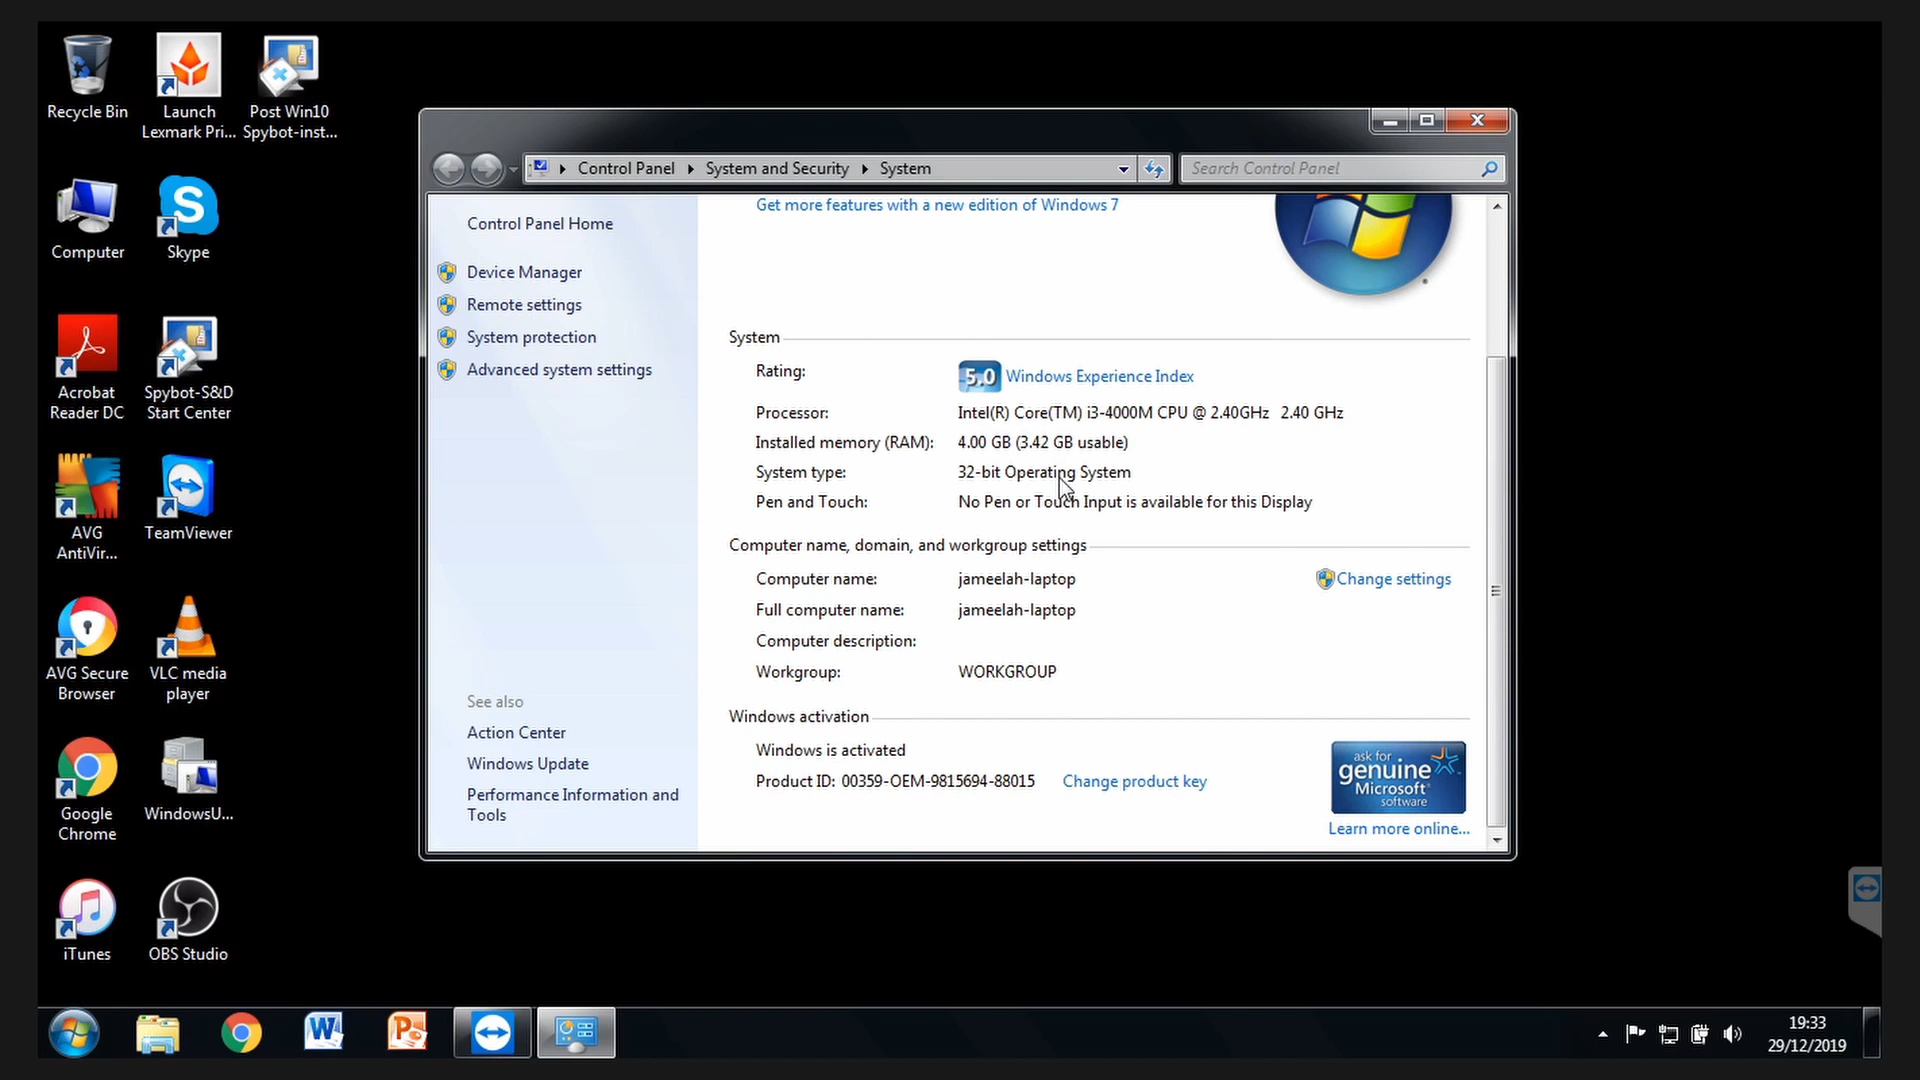 Recycle Bin
Launch
Lexmark Pri...
Post Win10
Spybot-inst...
Computer
Skype
Acrobat
Reader DC
Spybot-S&D
Start Center
AVG
AntiVir...
TeamViewer
AVG Secure
Browser
VLC media
player
Google
Chrome
WindowsU...
iTunes
OBS Studio
Control Panel
System and Security
System
Search Control Panel
Control Panel Home
Device Manager
Remote settings
System protection
Advanced system settings
See also
Action Center
Windows Update
Performance Information and
Tools
Get more features with a new edition of Windows 7
System
Rating: 5.0 Windows Experience Index
Processor: Intel(R) Core(TM) i3-4000M CPU @ 2.40GHz 2.40 GHz
Installed memory (RAM): 4.00 GB (3.42 GB usable)
System type: 32-bit Operating System
Pen and Touch: No Pen or Touch Input is available for this Display
Computer name, domain, and workgroup settings
Computer name: jameelah-laptop
Change settings
Full computer name: jameelah-laptop
Computer description:
Workgroup: WORKGROUP
Windows activation
Windows is activated
Product ID: 00359-OEM-9815694-88015 Change product key
ask for
genuine
Microsoft
software
Learn more online...
19:33
29/12/2019